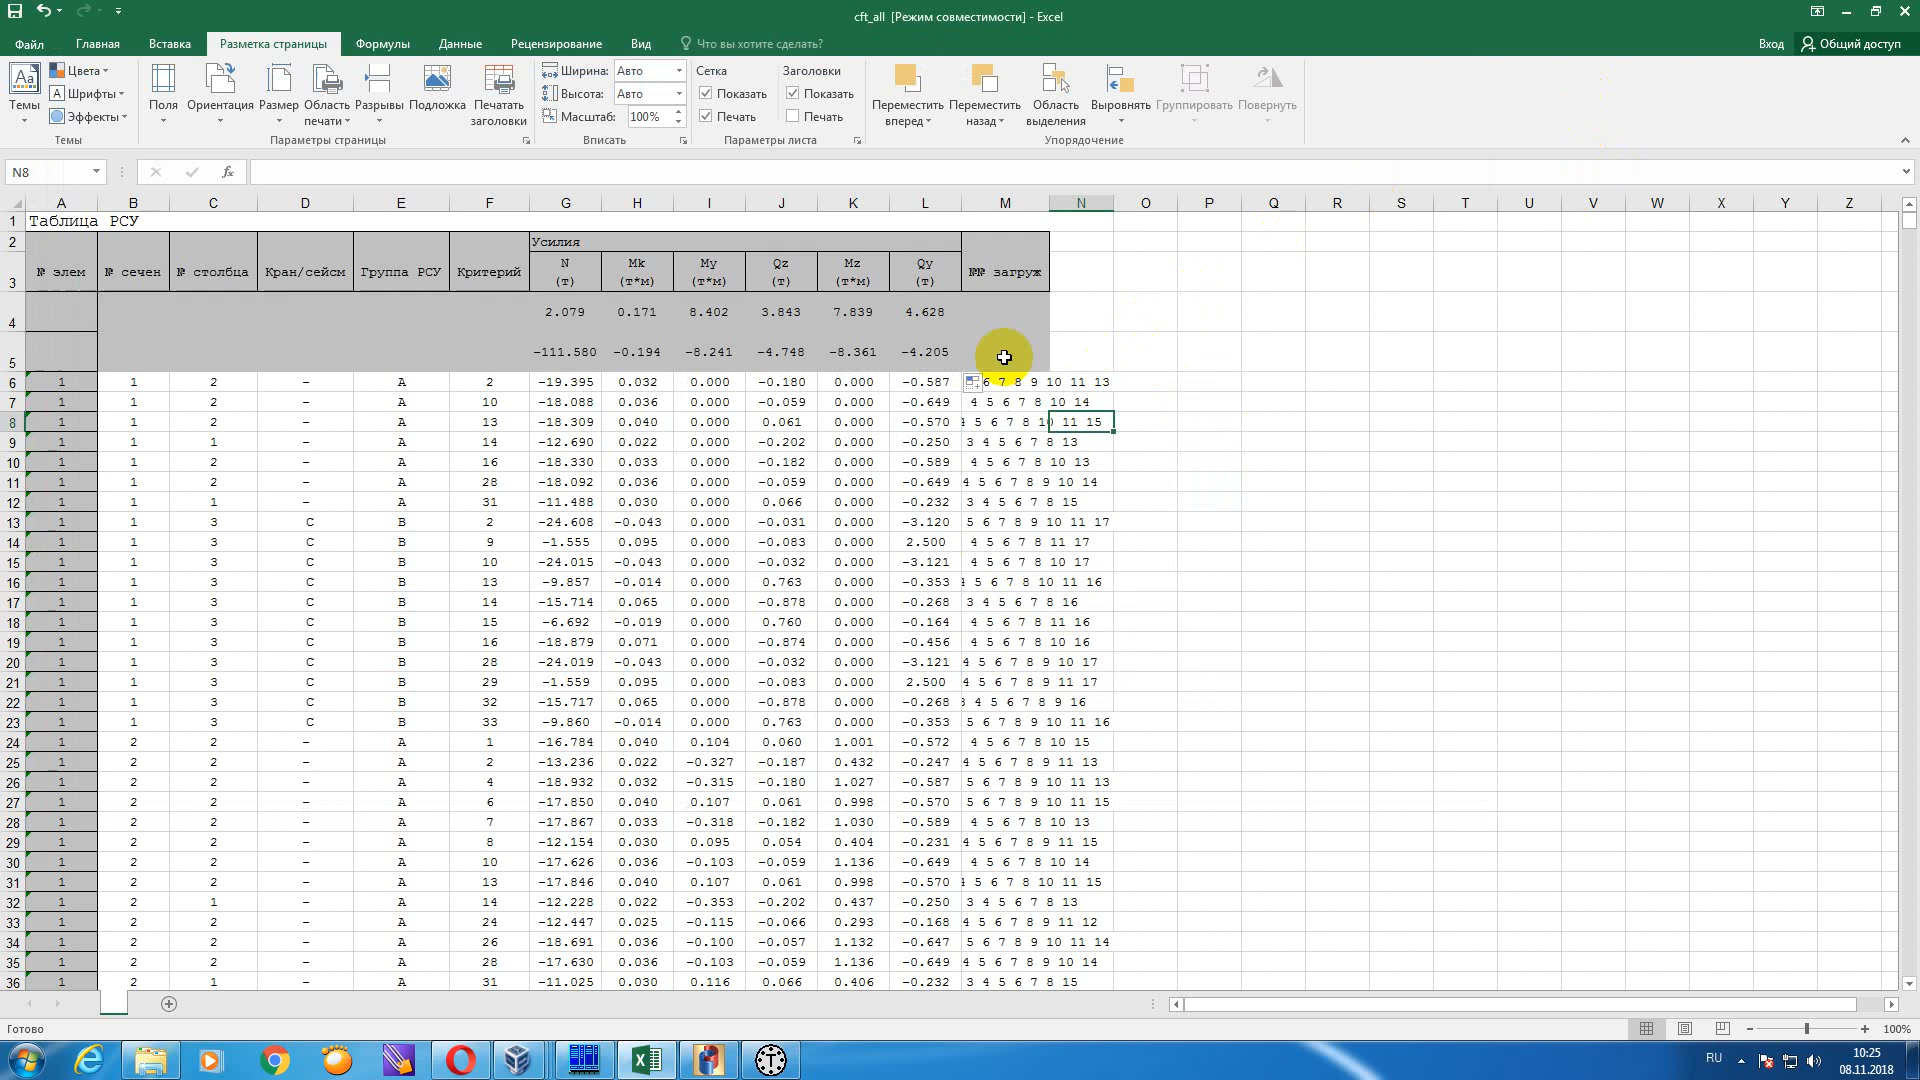 cft_all [Режим совместимости] - Excel
Файл Главная Вставка Разметка страницы Формулы Данные Рецензирование Вид Что вы хотите сделать? Вход Общий доступ
Темы Цвета Шрифты Эффекты Поля Ориентация Размер Область печати Разрывы Подложка Печатать заголовки Ширина: Авто Высота: Авто Масштаб: 100% Сетка Показать Печать Заголовки Показать Печать Переместить вперед Переместить назад Область выделения Выровнять Группировать Повернуть
Темы Параметры страницы Вписать Параметры листа Упорядочение
N8 fx
A B C D E F G H I J K L M N O P Q R S T U V W X Y Z
1 Таблица РСУ
2 Усилия
3 № элем № сечен № столбца Кран/сейсм Группа РСУ Критерий N (т) Mk (т*м) My (т*м) Qz (т) Mz (т*м) Qy (т) №№ загруж
4 2.079 0.171 8.402 3.843 7.839 4.628
5 -111.580 -0.194 -8.241 -4.748 -8.361 -4.205
6 1 1 2 - A 2 -19.395 0.032 0.000 -0.180 0.000 -0.587 6 7 8 9 10 11 13
7 1 1 2 - A 10 -18.088 0.036 0.000 -0.059 0.000 -0.649 4 5 6 7 8 10 14
8 1 1 2 - A 13 -18.309 0.040 0.000 0.061 0.000 -0.570 4 5 6 7 8 10 11 15
9 1 1 1 - A 14 -12.690 0.022 0.000 -0.202 0.000 -0.250 3 4 5 6 7 8 13
10 1 1 2 - A 16 -18.330 0.033 0.000 -0.182 0.000 -0.589 4 5 6 7 8 10 13
11 1 1 2 - A 28 -18.092 0.036 0.000 -0.059 0.000 -0.649 4 5 6 7 8 9 10 14
12 1 1 1 - A 31 -11.488 0.030 0.000 0.066 0.000 -0.232 3 4 5 6 7 8 15
13 1 1 3 C B 2 -24.608 -0.043 0.000 -0.031 0.000 -3.120 5 6 7 8 9 10 11 17
14 1 1 3 C B 9 -1.555 0.095 0.000 -0.083 0.000 2.500 4 5 6 7 8 11 17
15 1 1 3 C B 10 -24.015 -0.043 0.000 -0.032 0.000 -3.121 4 5 6 7 8 10 17
16 1 1 3 C B 13 -9.857 -0.014 0.000 0.763 0.000 -0.353 4 5 6 7 8 10 11 16
17 1 1 3 C B 14 -15.714 0.065 0.000 -0.878 0.000 -0.268 3 4 5 6 7 8 16
18 1 1 3 C B 15 -6.692 -0.019 0.000 0.760 0.000 -0.164 4 5 6 7 8 11 16
19 1 1 3 C B 16 -18.879 0.071 0.000 -0.874 0.000 -0.456 4 5 6 7 8 10 16
20 1 1 3 C B 28 -24.019 -0.043 0.000 -0.032 0.000 -3.121 4 5 6 7 8 9 10 17
21 1 1 3 C B 29 -1.559 0.095 0.000 -0.083 0.000 2.500 4 5 6 7 8 9 11 17
22 1 1 3 C B 32 -15.717 0.065 0.000 -0.878 0.000 -0.268 3 4 5 6 7 8 9 16
23 1 1 3 C B 33 -9.860 -0.014 0.000 0.763 0.000 -0.353 5 6 7 8 9 10 11 16
24 1 2 2 - A 1 -16.784 0.040 0.104 0.060 1.001 -0.572 4 5 6 7 8 10 15
25 1 2 2 - A 2 -13.236 0.022 -0.327 -0.187 0.432 -0.247 4 5 6 7 8 9 11 13
26 1 2 2 - A 4 -18.932 0.032 -0.315 -0.180 1.027 -0.587 5 6 7 8 9 10 11 13
27 1 2 2 - A 6 -17.850 0.040 0.107 0.061 0.998 -0.570 5 6 7 8 9 10 11 15
28 1 2 2 - A 7 -17.867 0.033 -0.318 -0.182 1.030 -0.589 4 5 6 7 8 10 13
29 1 2 2 - A 8 -12.154 0.030 0.095 0.054 0.404 -0.231 4 5 6 7 8 9 11 15
30 1 2 2 - A 10 -17.626 0.036 -0.103 -0.059 1.136 -0.649 4 5 6 7 8 10 14
31 1 2 2 - A 13 -17.846 0.040 0.107 0.061 0.998 -0.570 4 5 6 7 8 10 11 15
32 1 2 1 - A 14 -12.228 0.022 -0.353 -0.202 0.437 -0.250 3 4 5 6 7 8 13
33 1 2 2 - A 24 -12.447 0.025 -0.115 -0.066 0.293 -0.168 4 5 6 7 8 9 11 12
34 1 2 2 - A 26 -18.691 0.036 -0.100 -0.057 1.132 -0.647 5 6 7 8 9 10 11 14
35 1 2 2 - A 28 -17.630 0.036 -0.103 -0.059 1.136 -0.649 4 5 6 7 8 9 10 14
36 1 2 1 - A 31 -11.025 0.030 0.116 0.066 0.406 -0.232 3 4 5 6 7 8 15
Готово 100%
RU 10:25
08.11.2018